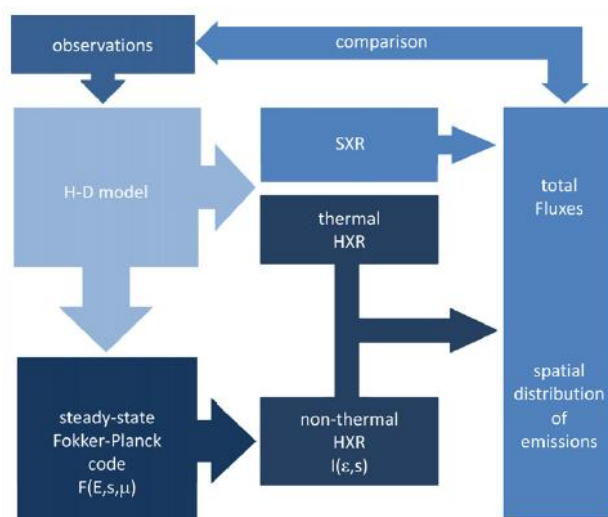 observations
comparison
H-D model
SXR
thermal
HXR
total
Fluxes
steady-state
Fokker-Planck
code
F(E,s,μ)
non-thermal
HXR
I(ε,s)
spatial
distribution
of
emissions